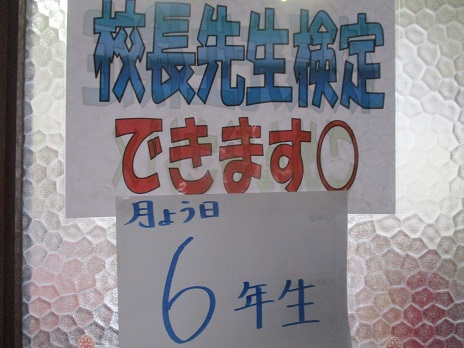 校長先生検定
できます○
月よう日
6年生